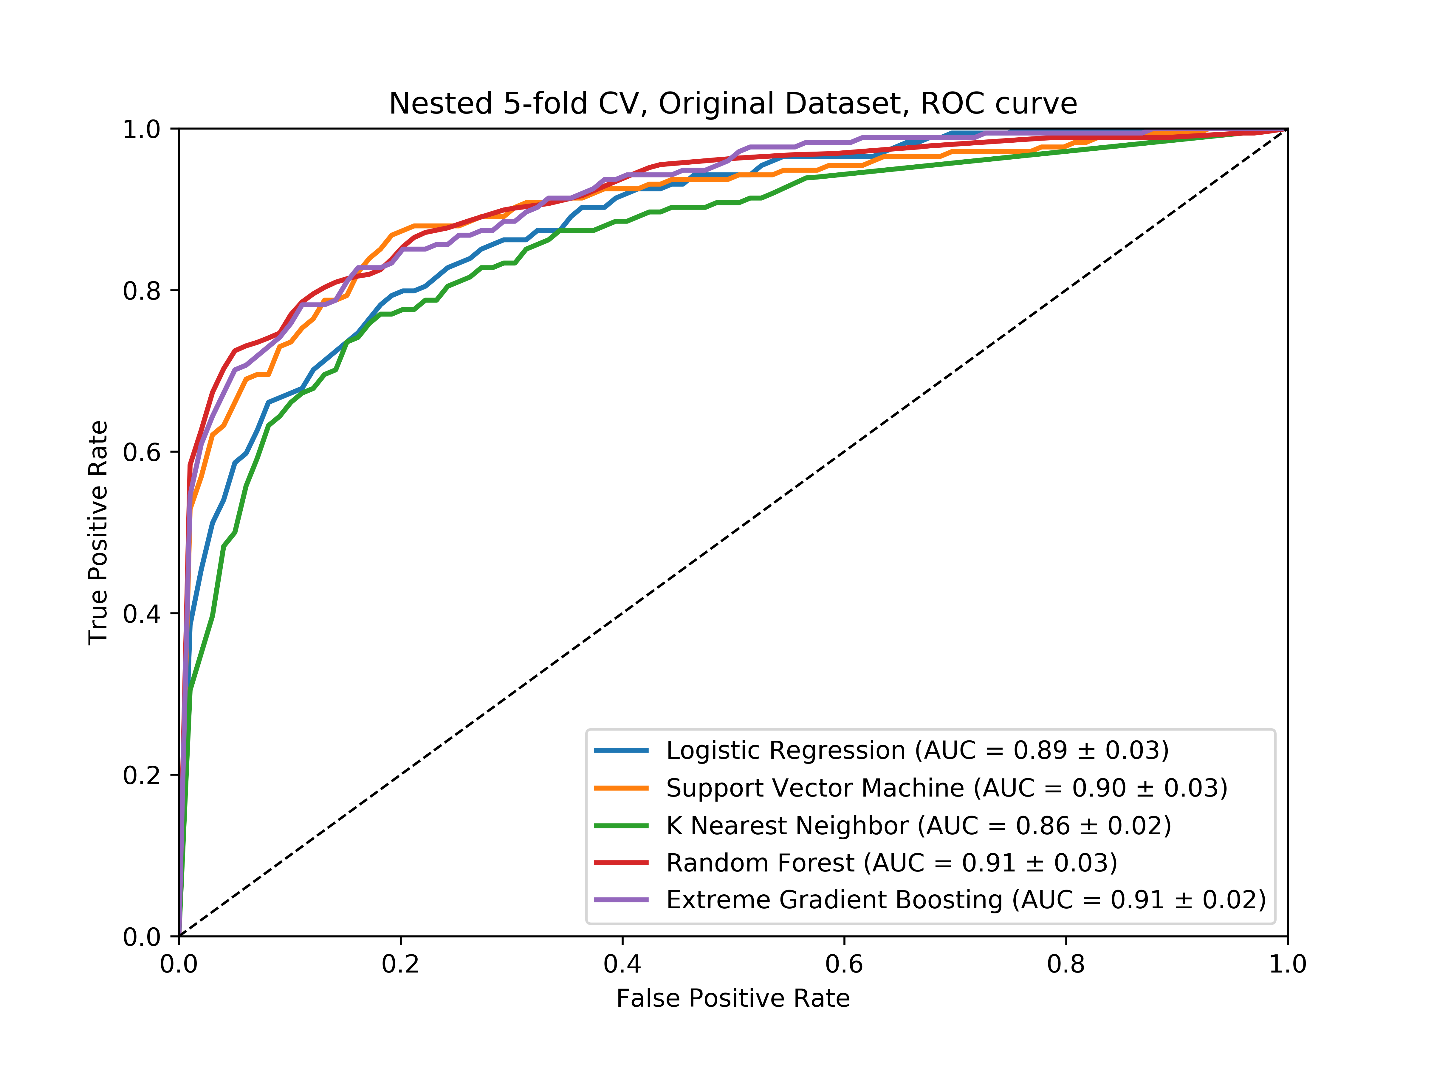 Nested 5-fold CV, Original Dataset, ROC curve
1.0
0.8
0.6
0.4
0.2
0.0
True Positive Rate
Logistic Regression (AUC = 0.89 ± 0.03)
Support Vector Machine (AUC = 0.90 ± 0.03)
K Nearest Neighbor (AUC = 0.86 ± 0.02)
Random Forest (AUC = 0.91 ± 0.03)
Extreme Gradient Boosting (AUC = 0.91 ± 0.02)
0.0 0.2 0.4 0.6 0.8 1.0
False Positive Rate